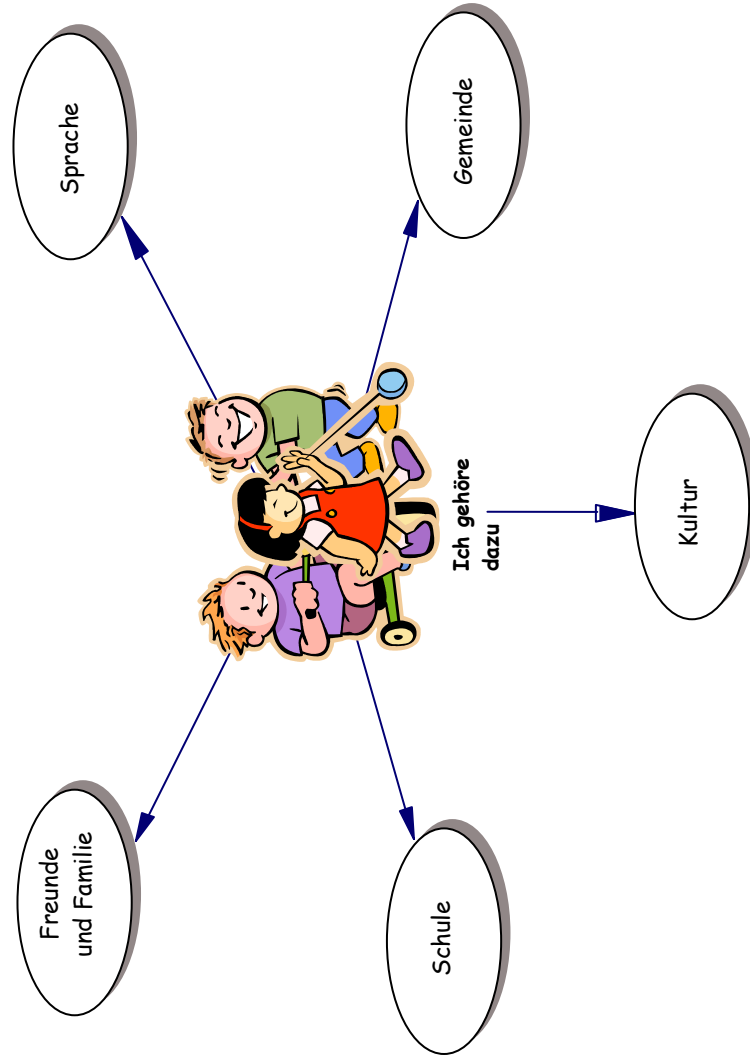 Freunde
und Familie
Sprache
Schule
Ich gehöre
dazu
Gemeinde
Kultur